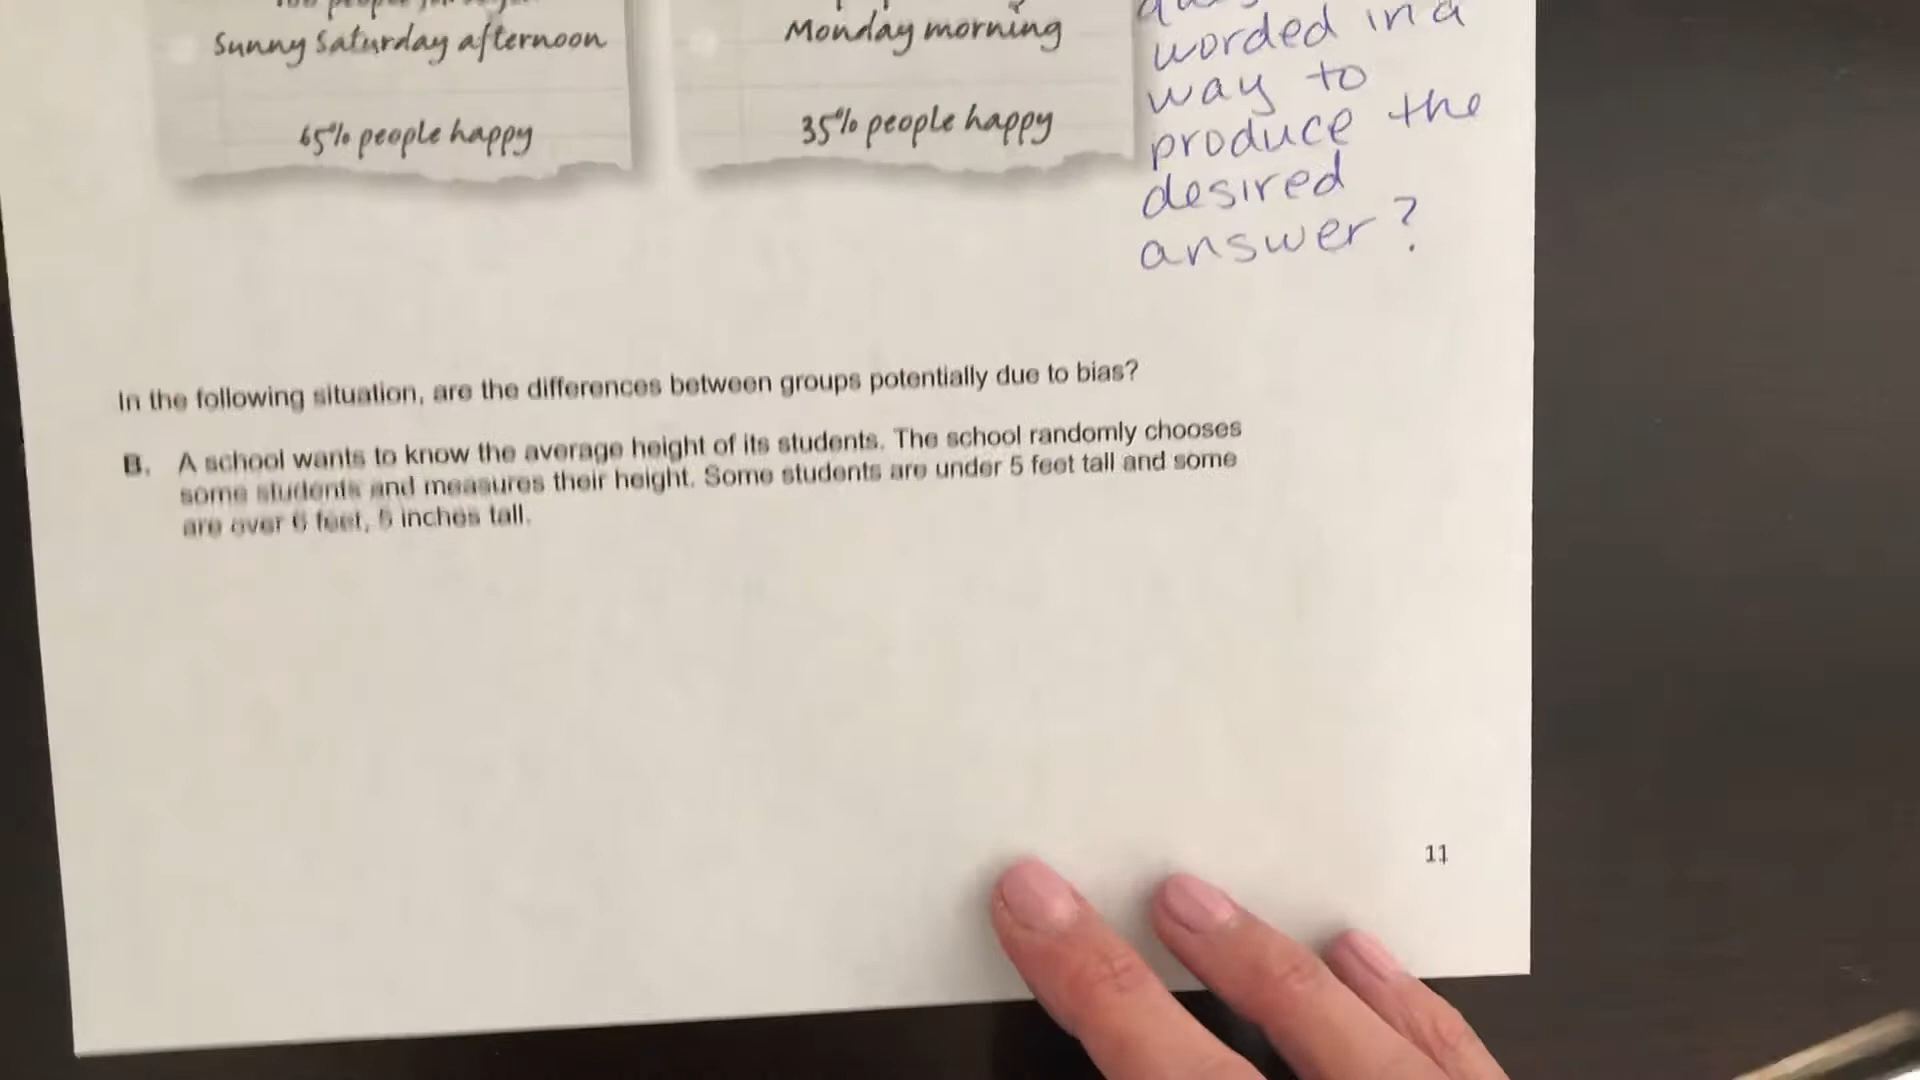 people
Sunny Saturday afternoon
65% people happy
Monday morning
35% people happy
worded in a
way to
produce the
desired
answer?
In the following situation, are the differences between groups potentially due to bias?
B. A school wants to know the average height of its students. The school randomly chooses
some students and measures their height. Some students are under 5 feet tall and some
are over 6 feet, 5 inches tall.
11